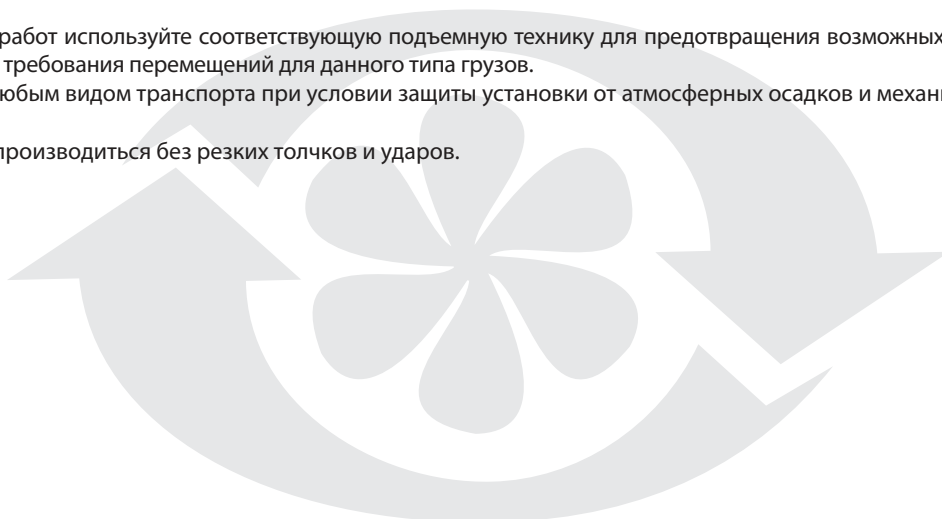 работ используйте соответствующую подъемную технику для предотвращения возможных
требования перемещений для данного типа грузов.
юбым видом транспорта при условии защиты установки от атмосферных осадков и механи
производиться без резких толчков и ударов.